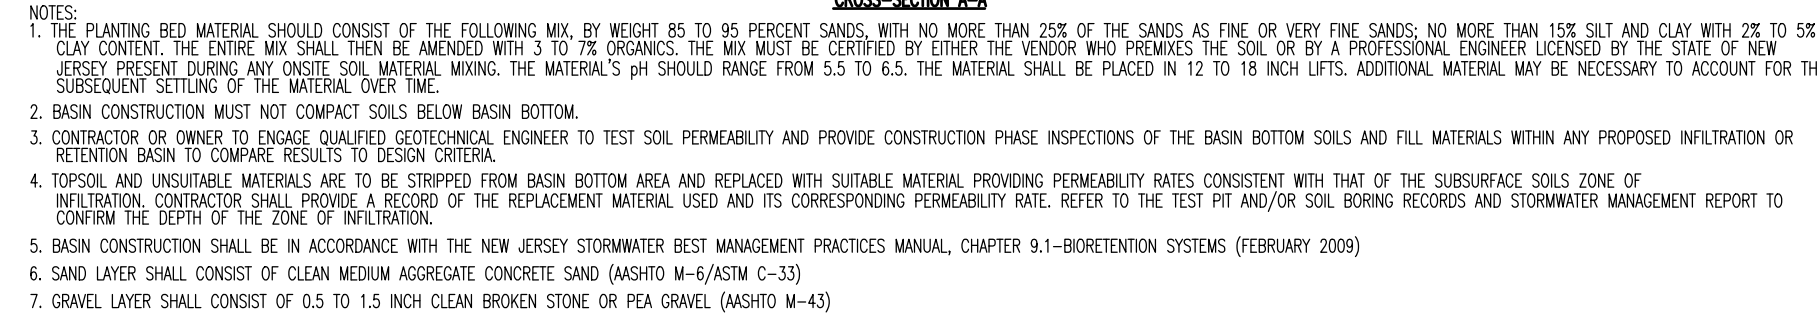 CROSS-SECTION A-A
NOTES:
1. THE PLANTING BED MATERIAL SHOULD CONSIST OF THE FOLLOWING MIX, BY WEIGHT 85 TO 95 PERCENT SANDS, WITH NO MORE THAN 25% OF THE SANDS AS FINE OR VERY FINE SANDS; NO MORE THAN 15% SILT AND CLAY WITH 2% TO 5%
CLAY CONTENT. THE ENTIRE MIX SHALL THEN BE AMENDED WITH 3 TO 7% ORGANICS. THE MIX MUST BE CERTIFIED BY EITHER THE VENDOR WHO PREMIXES THE SOIL OR BY A PROFESSIONAL ENGINEER LICENSED BY THE STATE OF NEW
JERSEY PRESENT DURING ANY ONSITE SOIL MATERIAL MIXING. THE MATERIAL'S pH SHOULD RANGE FROM 5.5 TO 6.5. THE MATERIAL SHALL BE PLACED IN 12 TO 18 INCH LIFTS. ADDITIONAL MATERIAL MAY BE NECESSARY TO ACCOUNT FOR TH
SUBSEQUENT SETTLING OF THE MATERIAL OVER TIME.
2. BASIN CONSTRUCTION MUST NOT COMPACT SOILS BELOW BASIN BOTTOM.
3. CONTRACTOR OR OWNER TO ENGAGE QUALIFIED GEOTECHNICAL ENGINEER TO TEST SOIL PERMEABILITY AND PROVIDE CONSTRUCTION PHASE INSPECTIONS OF THE BASIN BOTTOM SOILS AND FILL MATERIALS WITHIN ANY PROPOSED INFILTRATION OR
RETENTION BASIN TO COMPARE RESULTS TO DESIGN CRITERIA.
4. TOPSOIL AND UNSUITABLE MATERIALS ARE TO BE STRIPPED FROM BASIN BOTTOM AREA AND REPLACED WITH SUITABLE MATERIAL PROVIDING PERMEABILITY RATES CONSISTENT WITH THAT OF THE SUBSURFACE SOILS ZONE OF
INFILTRATION. CONTRACTOR SHALL PROVIDE A RECORD OF THE REPLACEMENT MATERIAL USED AND ITS CORRESPONDING PERMEABILITY RATE. REFER TO THE TEST PIT AND/OR SOIL BORING RECORDS AND STORMWATER MANAGEMENT REPORT TO
CONFIRM THE DEPTH OF THE ZONE OF INFILTRATION.
5. BASIN CONSTRUCTION SHALL BE IN ACCORDANCE WITH THE NEW JERSEY STORMWATER BEST MANAGEMENT PRACTICES MANUAL, CHAPTER 9.1-BIORETENTION SYSTEMS (FEBRUARY 2009)
6. SAND LAYER SHALL CONSIST OF CLEAN MEDIUM AGGREGATE CONCRETE SAND (AASHTO M-6/ASTM C-33)
7. GRAVEL LAYER SHALL CONSIST OF 0.5 TO 1.5 INCH CLEAN BROKEN STONE OR PEA GRAVEL (AASHTO M-43)